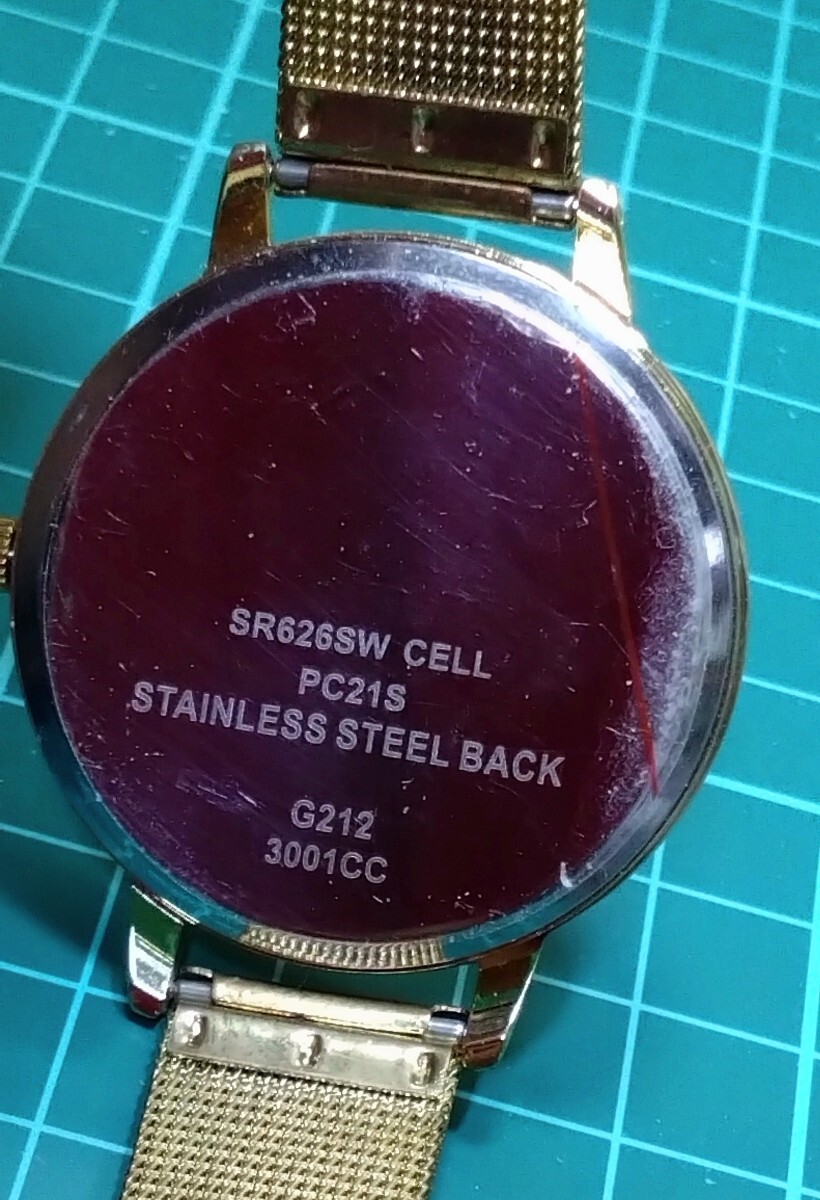 SR626SW CELL
PC21S
STAINLESS STEEL BACK
G212
3001CC